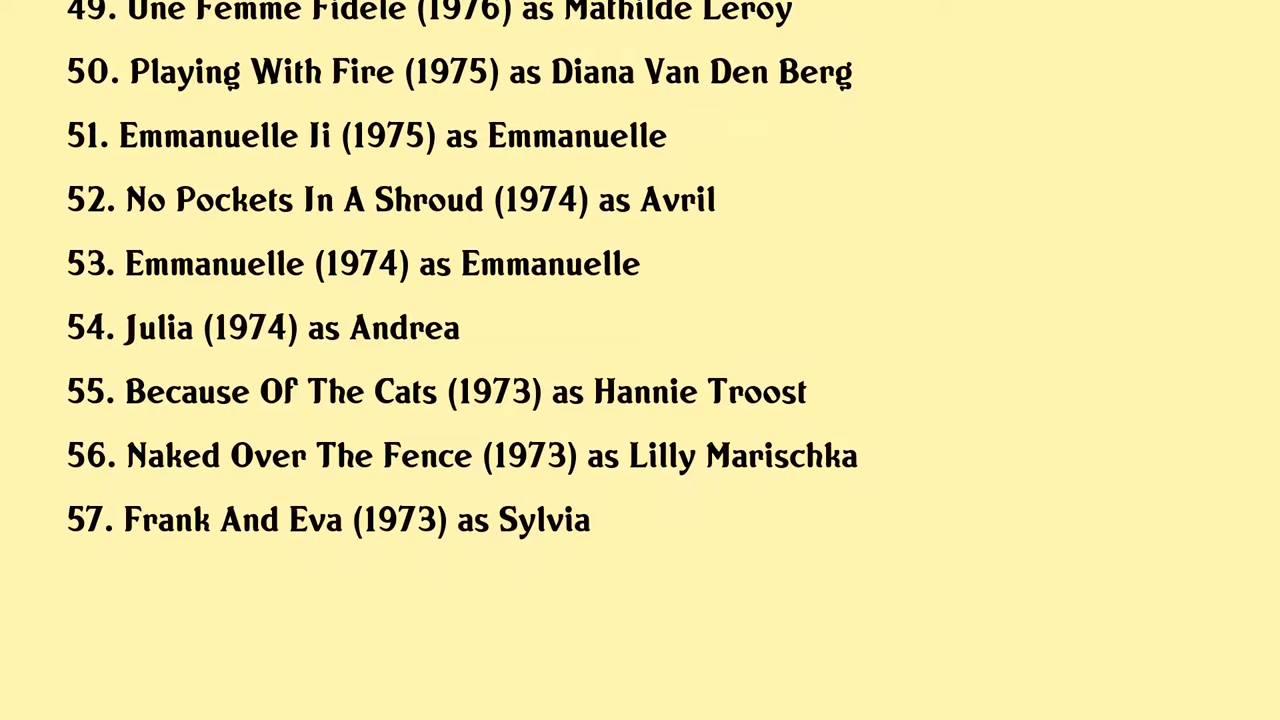 49. Une Femme Fidele (1976) as Mathilde Leroy
50. Playing With Fire (1975) as Diana Van Den Berg
51. Emmanuelle Ii (1975) as Emmanuelle
52. No Pockets In A Shroud (1974) as Avril
53. Emmanuelle (1974) as Emmanuelle
54. Julia (1974) as Andrea
55. Because Of The Cats (1973) as Hannie Troost
56. Naked Over The Fence (1973) as Lilly Marischka
57. Frank And Eva (1973) as Sylvia